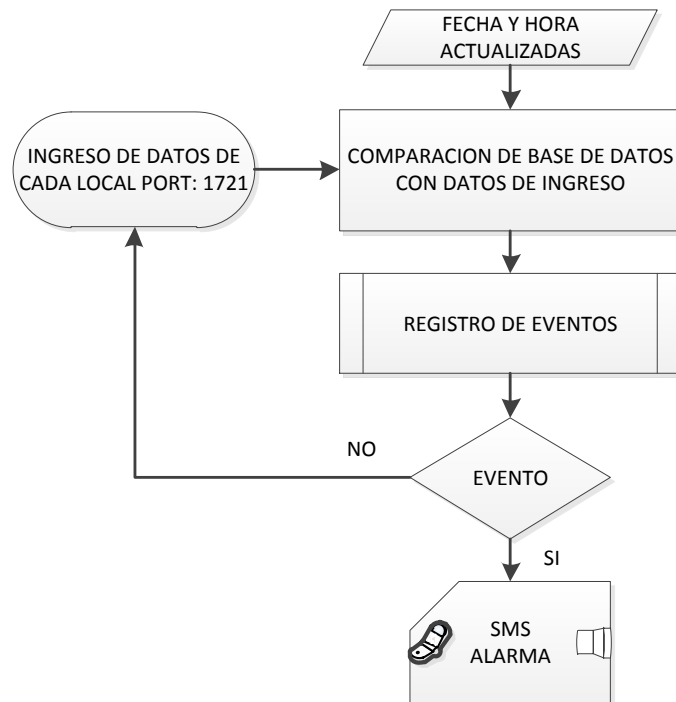 FECHA Y HORA
ACTUALIZADAS
INGRESO DE DATOS DE
CADA LOCAL PORT: 1721
COMPARACION DE BASE DE DATOS
CON DATOS DE INGRESO
REGISTRO DE EVENTOS
NO
EVENTO
SI
SMS
ALARMA